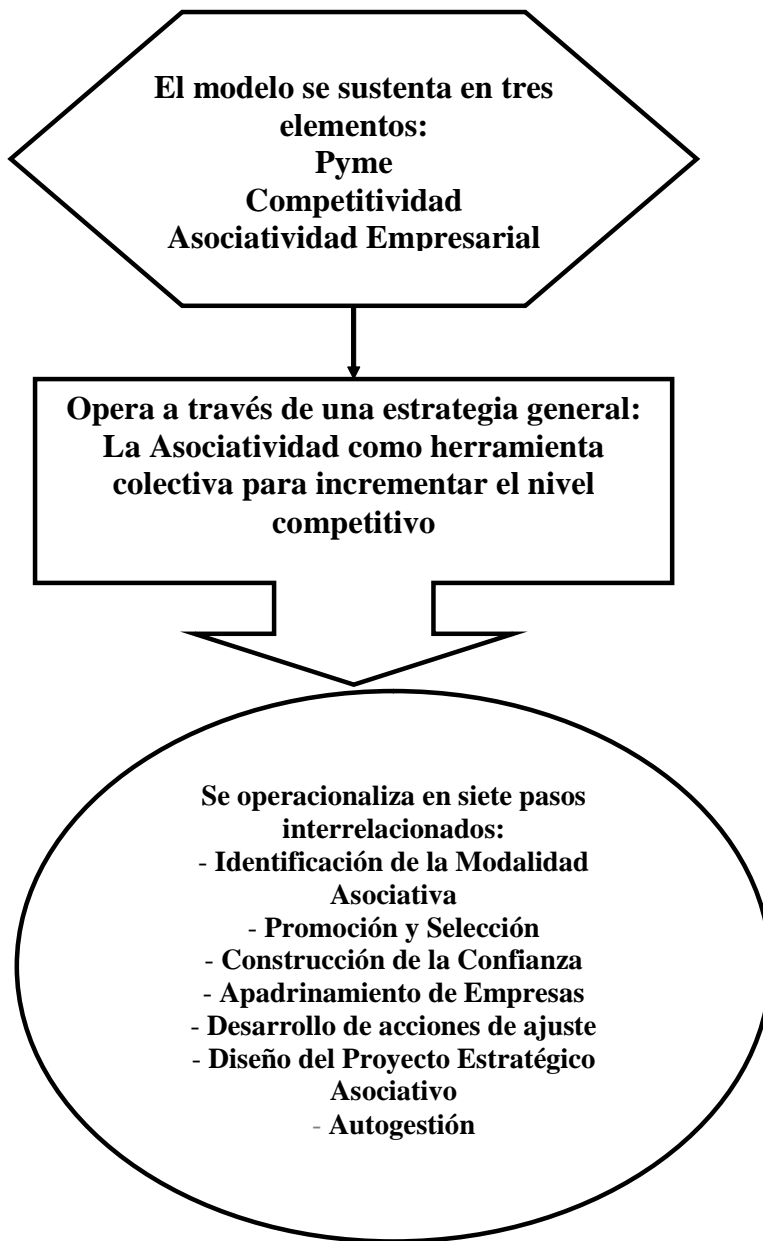 El modelo se sustenta en tres
elementos:
Pyme
Competitividad
Asociatividad Empresarial
Opera a través de una estrategia general:
La Asociatividad como herramienta
colectiva para incrementar el nivel
competitivo
Se operacionaliza en siete pasos
interrelacionados:
- Identificación de la Modalidad
Asociativa
- Promoción y Selección
- Construcción de la Confianza
- Apadrinamiento de Empresas
- Desarrollo de acciones de ajuste
- Diseño del Proyecto Estratégico
Asociativo
- Autogestión